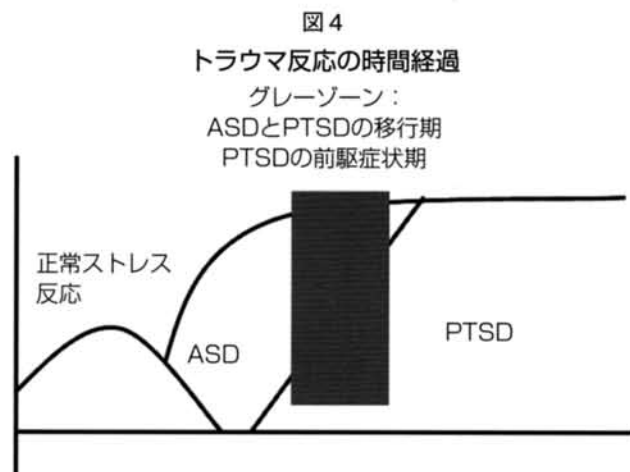 図4
トラウマ反応の時間経過
グレーゾーン：
ASDとPTSDの移行期
PTSDの前駆症状期
正常ストレス
反応
ASD
PTSD